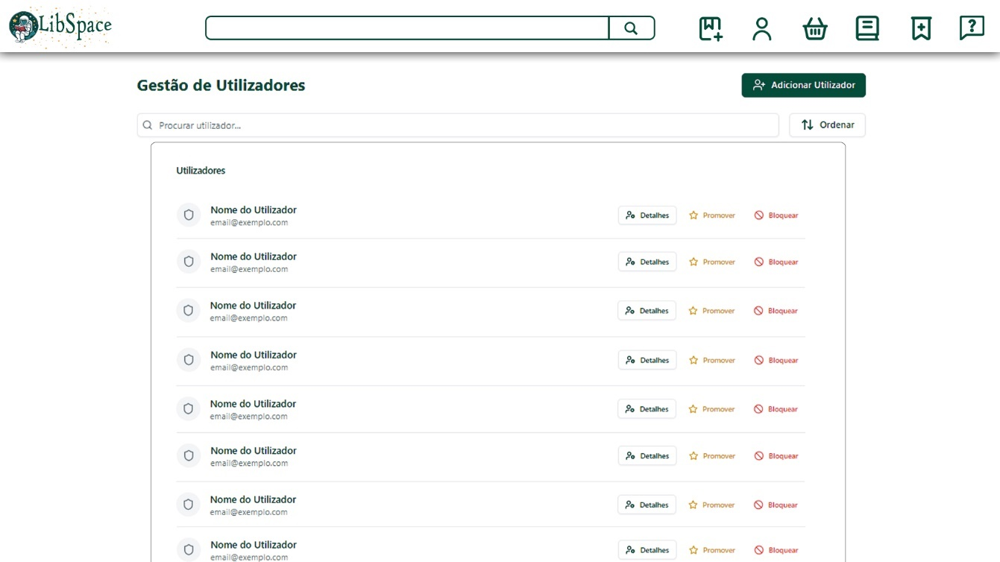 LibSpace
Gestão de Utilizadores
Adicionar Utilizador
Procurar utilizador...
Ordenar
Utilizadores
Nome do Utilizador
email@exemplo.com
Detalhes Promover Bloquear
Nome do Utilizador
email@exemplo.com
Detalhes Promover Bloquear
Nome do Utilizador
email@exemplo.com
Detalhes Promover Bloquear
Nome do Utilizador
email@exemplo.com
Detalhes Promover Bloquear
Nome do Utilizador
email@exemplo.com
Detalhes Promover Bloquear
Nome do Utilizador
email@exemplo.com
Detalhes Promover Bloquear
Nome do Utilizador
email@exemplo.com
Detalhes Promover Bloquear
Nome do Utilizador
email@exemplo.com
Detalhes Promover Bloquear